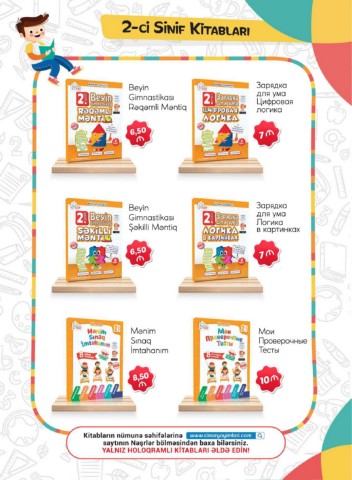 2-ci Sinif Kitabları
Beyin
Gimnastikası
Rəqəmli Məntiq
6,50 ₼
Зарядка
для ума
Цифровая
логика
7 ₼
Beyin
Gimnastikası
Şəkilli Məntiq
6,50 ₼
Зарядка
для ума
Логика
в картинках
7 ₼
Mənim
Sınaq
İmtahanım
8,50 ₼
Мои
Проверочные
Тесты
10 ₼
Kitabların nümunə səhifələrinə
saytının Nəşrlər bölməsindən baxa bilərsiniz.
YALNIZ HOLOQRAMLI KİTABLARI ƏLDƏ EDİN!